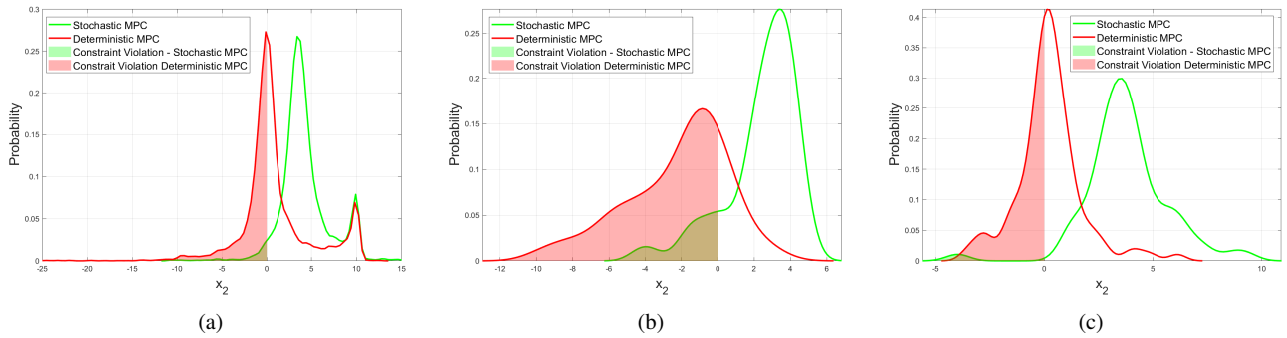 Stochastic MPC
Deterministic MPC
Constraint Violation - Stochastic MPC
Constrait Violation Deterministic MPC
Probability
0.3
0.25
0.2
0.15
0.1
0.05
0
-25 -20 -15 -10 -5 0 5 10 15
x2
(a)
Stochastic MPC
Deterministic MPC
Constraint Violation - Stochastic MPC
Constrait Violation Deterministic MPC
Probability
0.25
0.2
0.15
0.1
0.05
0
-12 -10 -8 -6 -4 -2 0 2 4 6
x2
(b)
Stochastic MPC
Deterministic MPC
Constraint Violation - Stochastic MPC
Constrait Violation Deterministic MPC
Probability
0.4
0.35
0.3
0.25
0.2
0.15
0.1
0.05
0
-5 0 5 10
x2
(c)